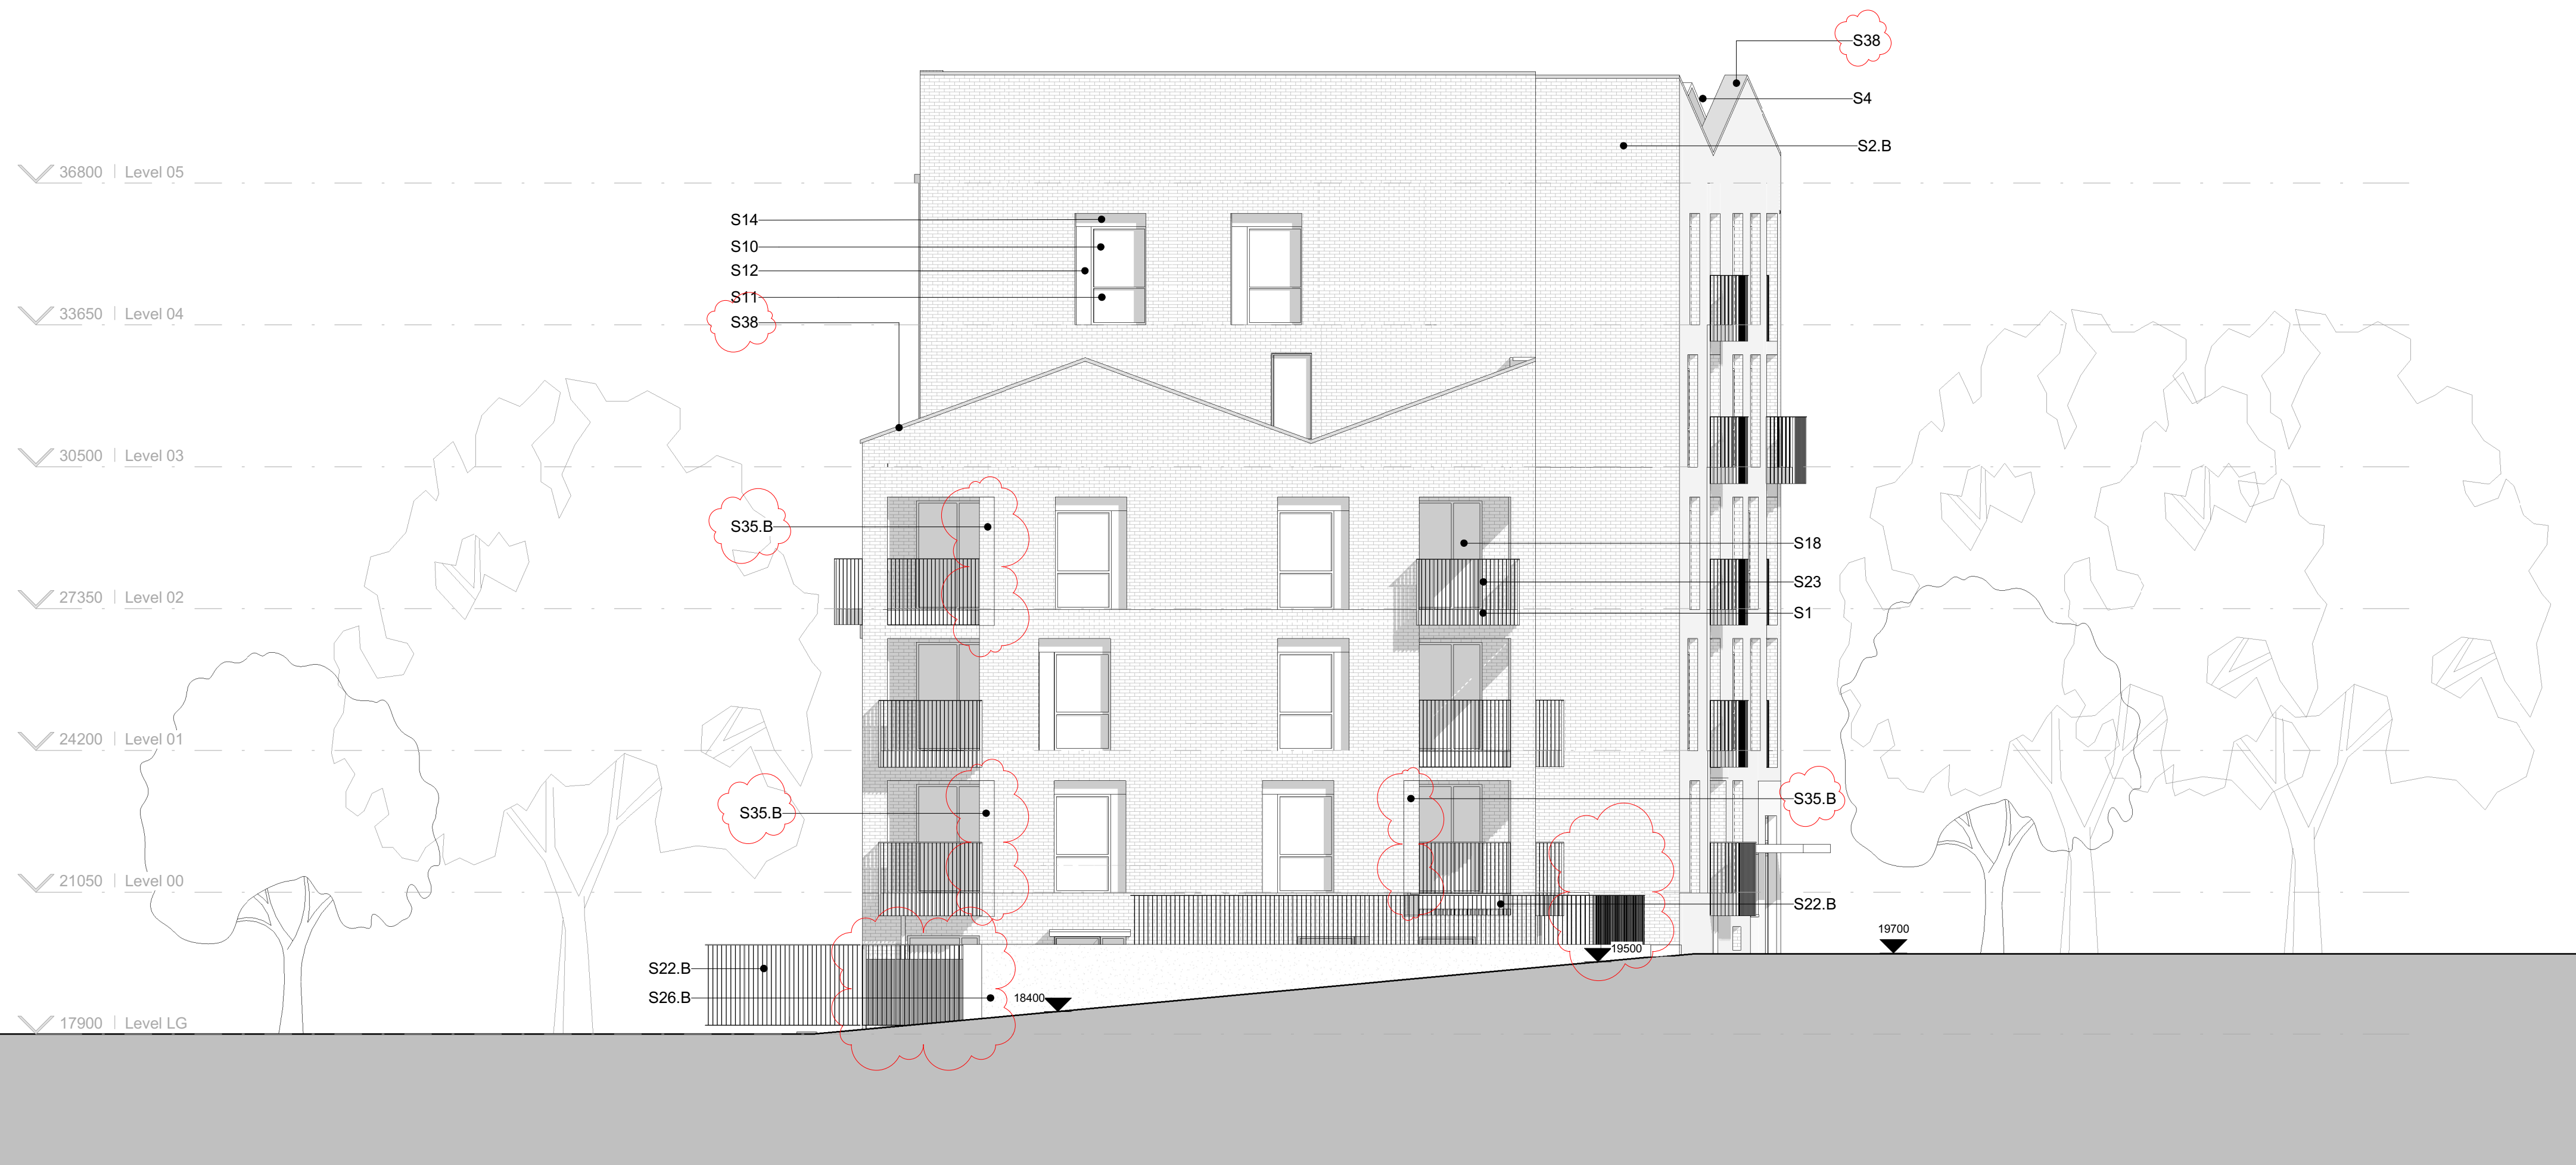 S38
S4
S2.B
36800 | Level 05
S14
S10
S12
S11
33650 | Level 04
S38
30500 | Level 03
S35.B
S18
S23
27350 | Level 02
S1
24200 | Level 01
S35.B
S35.B
21050 | Level 00
S22.B
19700
19500
S22.B
S26.B
18400
17900 | Level LG